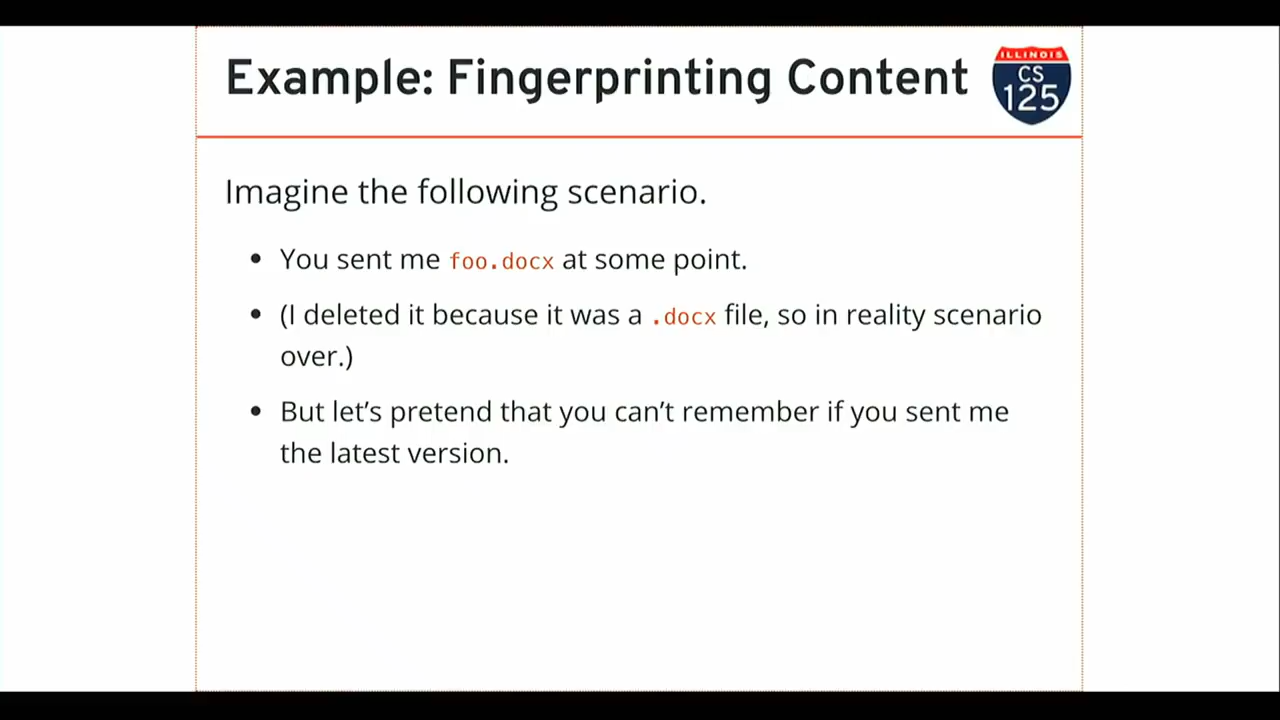 Example: Fingerprinting Content
ILLINOIS
CS
125
Imagine the following scenario.
• You sent me foo.docx at some point.
• (I deleted it because it was a .docx file, so in reality scenario
over.)
• But let’s pretend that you can’t remember if you sent me
the latest version.